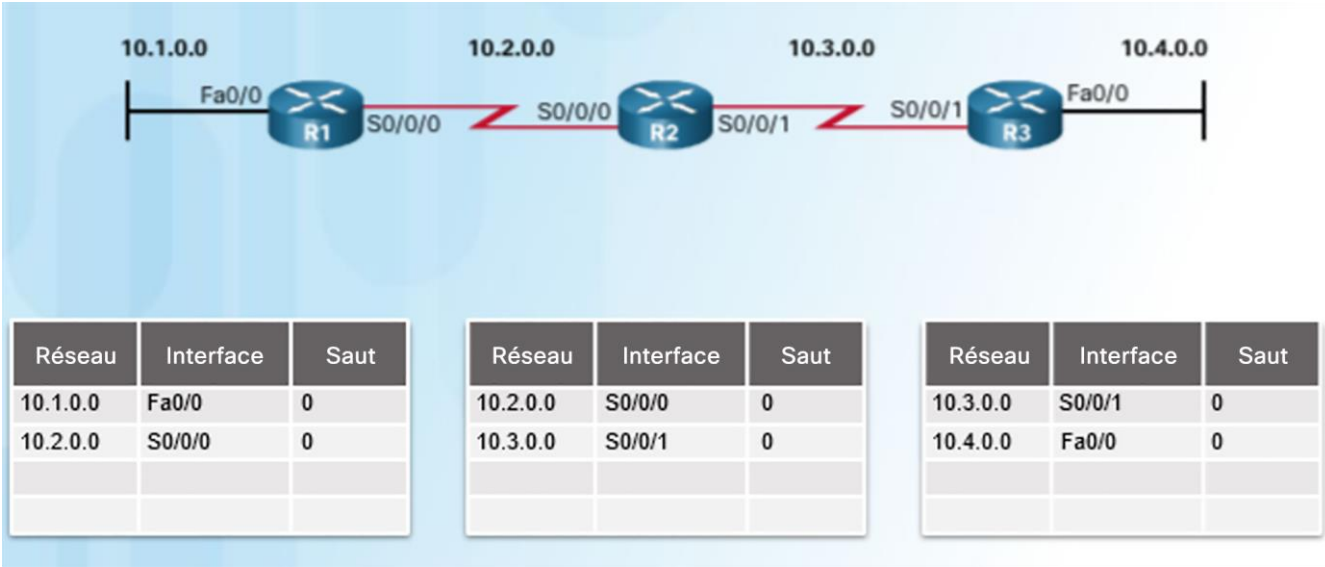 10.1.0.0 10.2.0.0 10.3.0.0 10.4.0.0
Fa0/0 S0/0/0 S0/0/0 S0/0/1 S0/0/1 Fa0/0
R1 R2 R3
Réseau Interface Saut
10.1.0.0 Fa0/0 0
10.2.0.0 S0/0/0 0
Réseau Interface Saut
10.2.0.0 S0/0/0 0
10.3.0.0 S0/0/1 0
Réseau Interface Saut
10.3.0.0 S0/0/1 0
10.4.0.0 Fa0/0 0